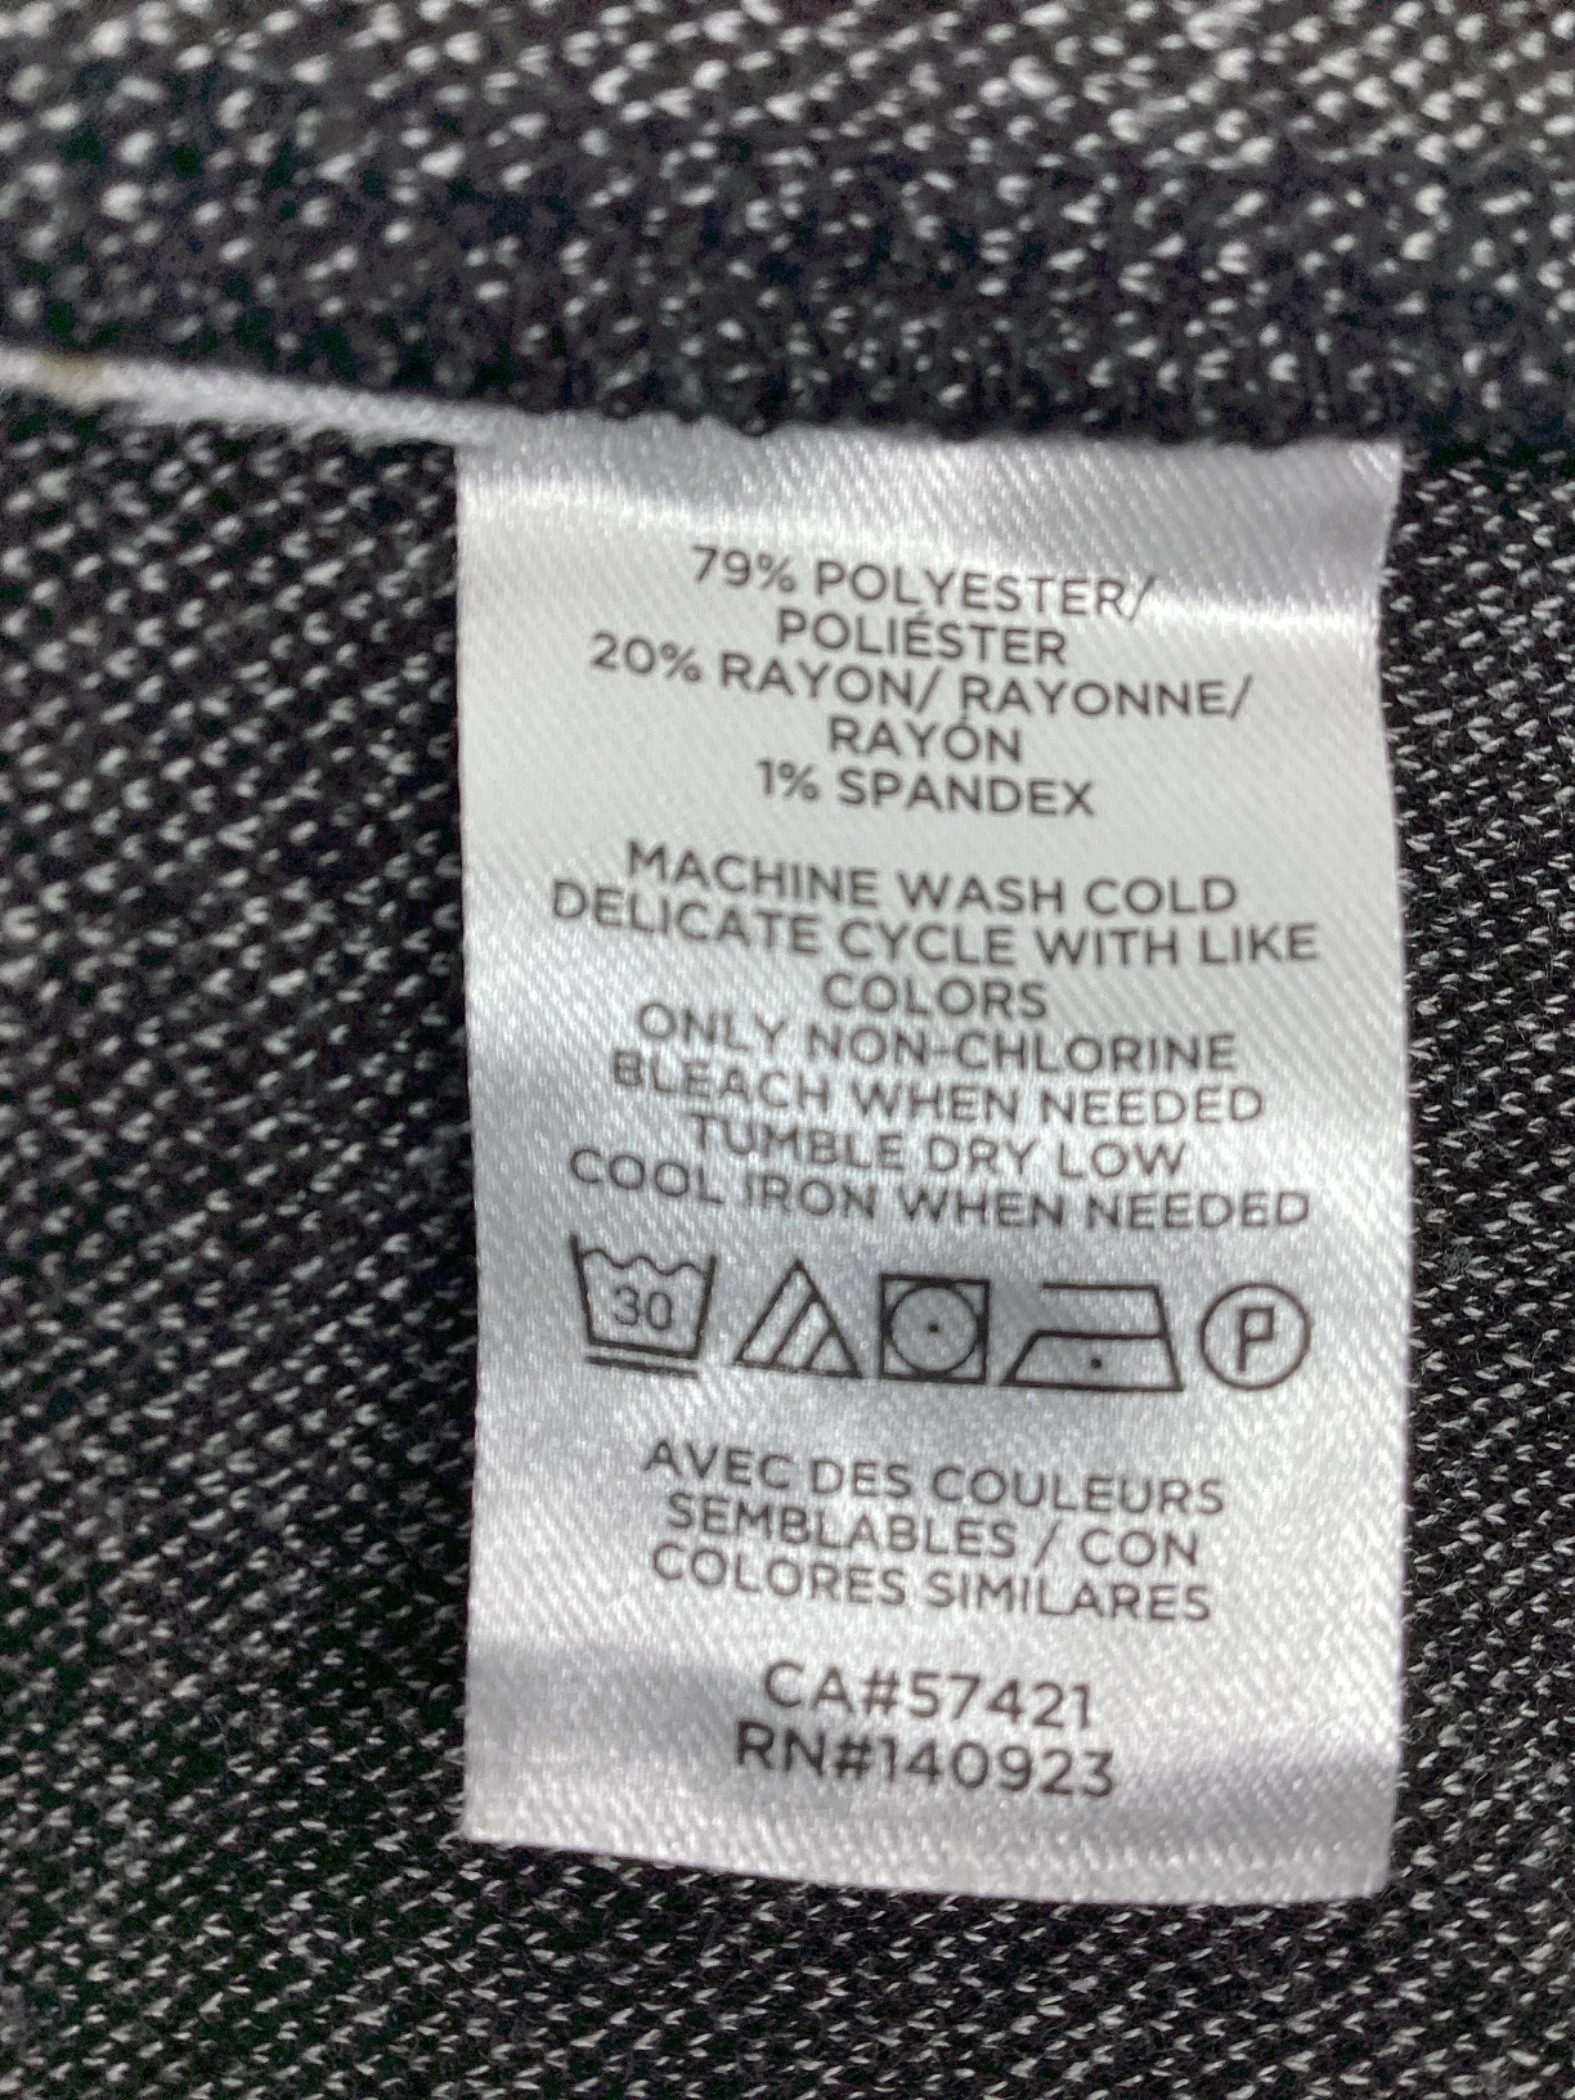 79% POLYESTER/
POLIÉSTER
20% RAYON/ RAYONNE/
RAYÓN
1% SPANDEX
MACHINE WASH COLD
DELICATE CYCLE WITH LIKE
COLORS
ONLY NON-CHLORINE
BLEACH WHEN NEEDED
TUMBLE DRY LOW
COOL IRON WHEN NEEDED
30 P
AVEC DES COULEURS
SEMBLABLES / CON
COLORES SIMILARES
CA#57421
RN#140923